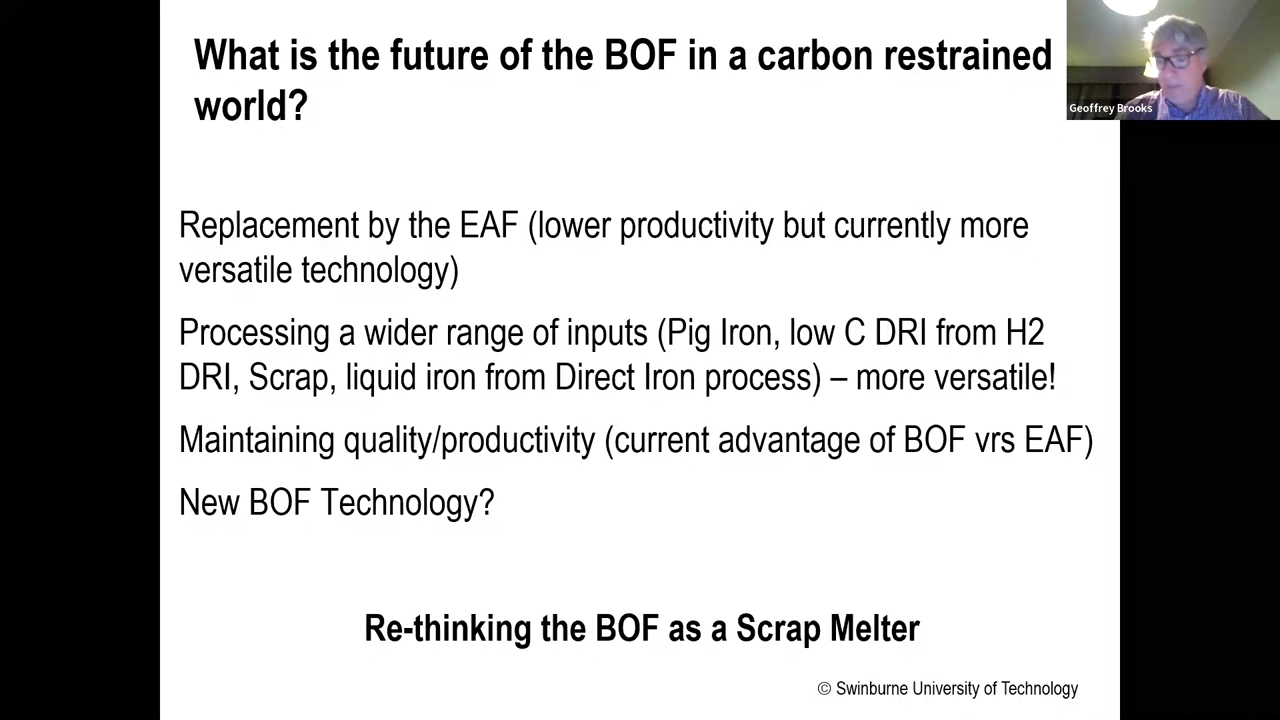 What is the future of the BOF in a carbon restrained
world?
Geoffrey Brooks
Replacement by the EAF (lower productivity but currently more
versatile technology)
Processing a wider range of inputs (Pig Iron, low C DRI from H2
DRI, Scrap, liquid iron from Direct Iron process) – more versatile!
Maintaining quality/productivity (current advantage of BOF vrs EAF)
New BOF Technology?
Re-thinking the BOF as a Scrap Melter
© Swinburne University of Technology